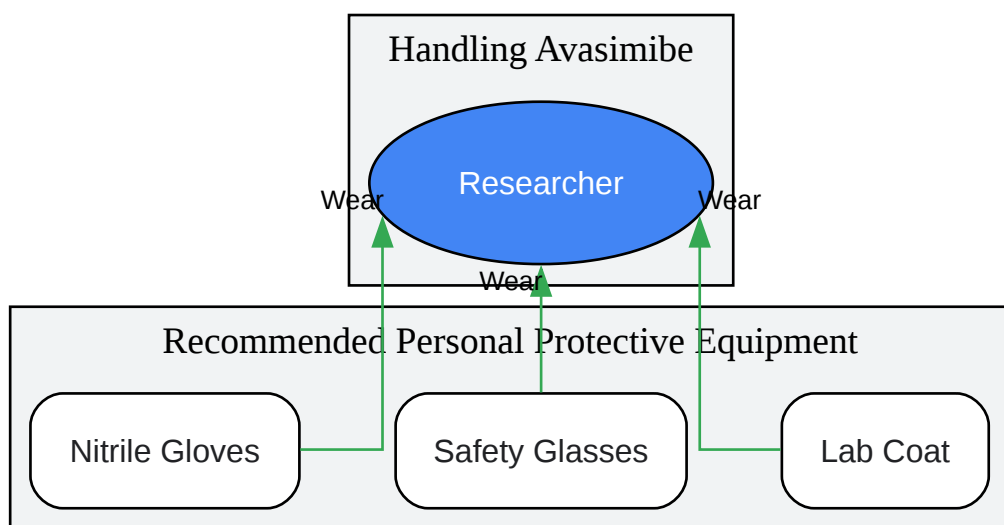 Handling Avasimibe
Researcher
Wear
Wear
Wear
Recommended Personal Protective Equipment
Nitrile Gloves
Safety Glasses
Lab Coat